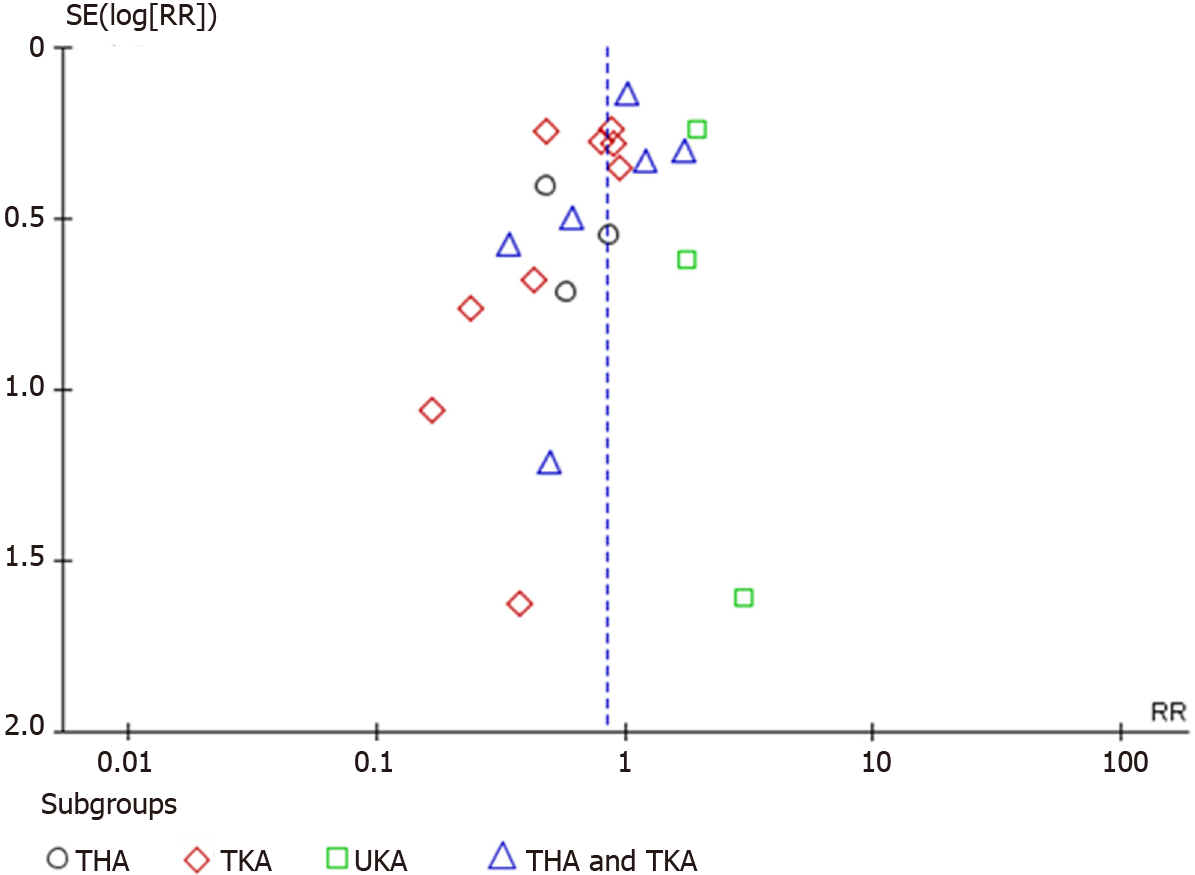 SE(log[RR])
0
0.5
1.0
1.5
2.0
RR
0.01 0.1 1 10 100
Subgroups
THA TKA UKA THA and TKA